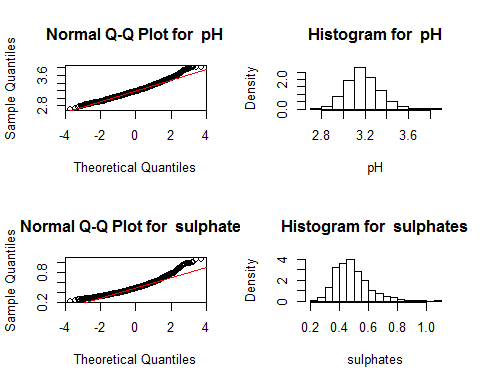 Normal Q-Q Plot for pH
Sample Quantiles
2.8 3.6
-4 -2 0 2 4
Theoretical Quantiles
Histogram for pH
Density
0.0 2.0
2.8 3.2 3.6
pH
Normal Q-Q Plot for sulphate
Sample Quantiles
0.2 0.8
-4 -2 0 2 4
Theoretical Quantiles
Histogram for sulphates
Density
0 2 4
0.2 0.4 0.6 0.8 1.0
sulphates